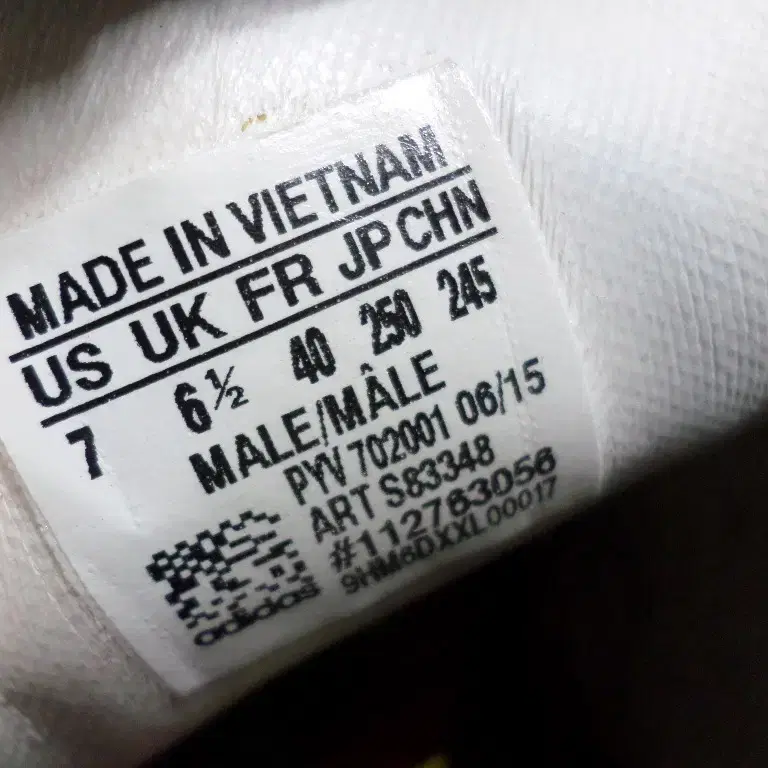 MADE IN VIETNAM
US UK FR JP CHN
7 6½ 40 250 245
MALE/MÂLE
PYV 702001 06/15
ART S83348
#112763056
9HM6DXXL00017
adidas